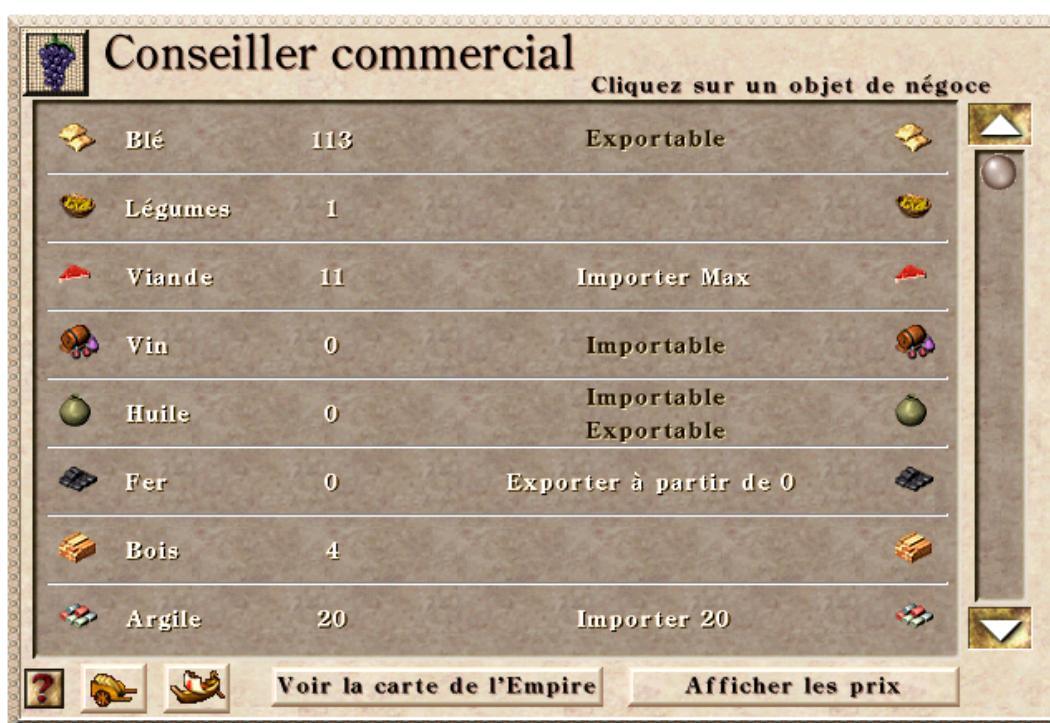 Conseiller commercial
Cliquez sur un objet de négoce
Blé 113 Exportable
Légumes 1
Viande 11 Importer Max
Vin 0 Importable
Huile 0 Importable
Exportable
Fer 0 Exporter à partir de 0
Bois 4
Argile 20 Importer 20
? Voir la carte de l'Empire Afficher les prix